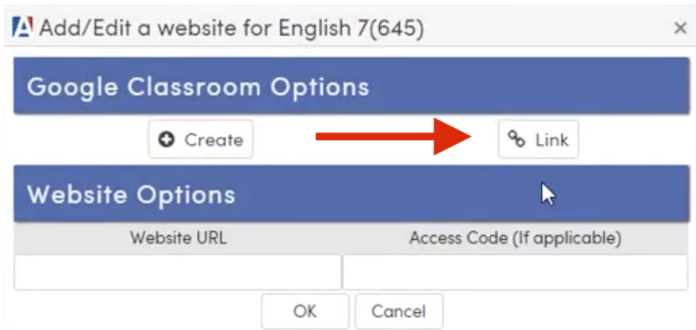 Add/Edit a website for English 7(645)
Google Classroom Options
Create Link
Website Options
Website URL Access Code (If applicable)
OK Cancel